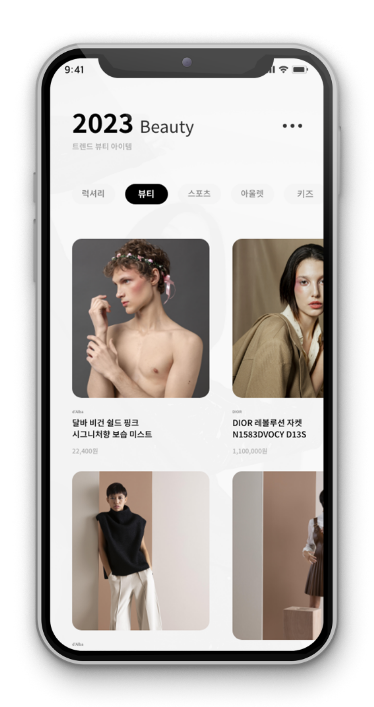 9:41
2023 Beauty
트렌드 뷰티 아이템
럭셔리 뷰티 스포츠 아울렛 키즈
d'Alba
달바 비건 쉴드 핑크
시그니처향 보습 미스트
22,400원
DIOR
DIOR 레볼루션 자켓
N1583DVOCY D13S
1,100,000원
d'Alba